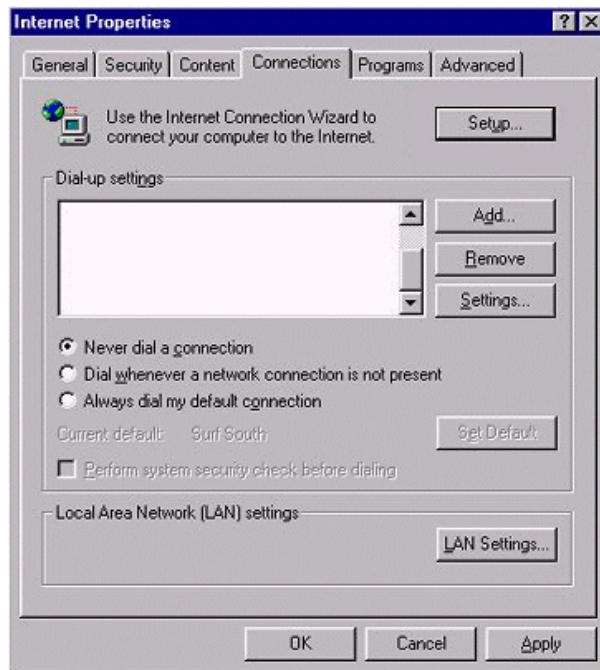 Internet Properties
General Security Content Connections Programs Advanced
Use the Internet Connection Wizard to
connect your computer to the Internet.
Setup...
Dial-up settings
Add...
Remove
Settings...
Never dial a connection
Dial whenever a network connection is not present
Always dial my default connection
Current default: Surf South
Set Default
Perform system security check before dialing
Local Area Network (LAN) settings
LAN Settings...
OK Cancel Apply